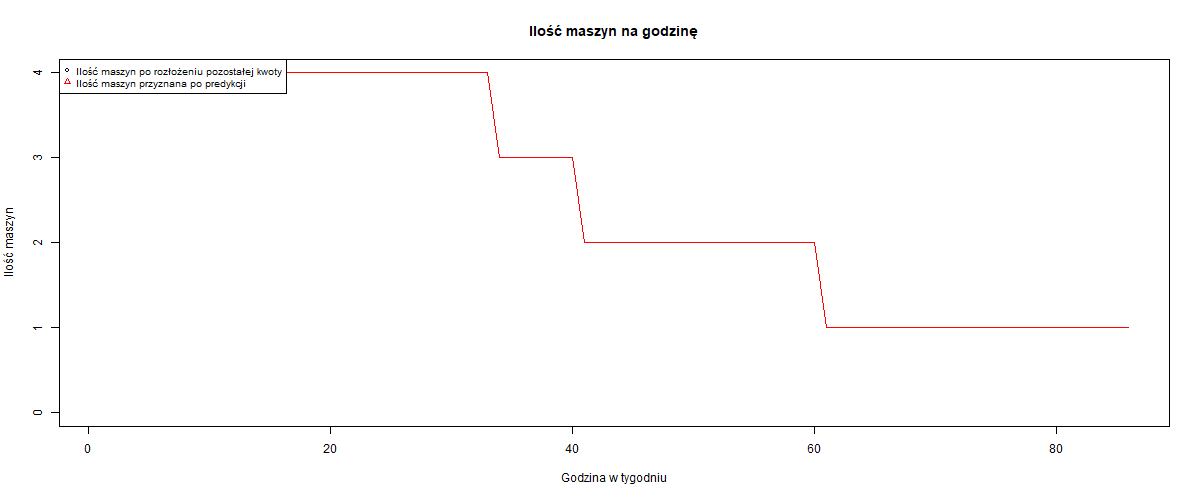 Ilość maszyn na godzinę
Ilość maszyn po rozłożeniu pozostałej kwoty
Ilość maszyn przyznana po predykcji
Ilość maszyn
4
3
2
1
0
0 20 40 60 80
Godzina w tygodniu